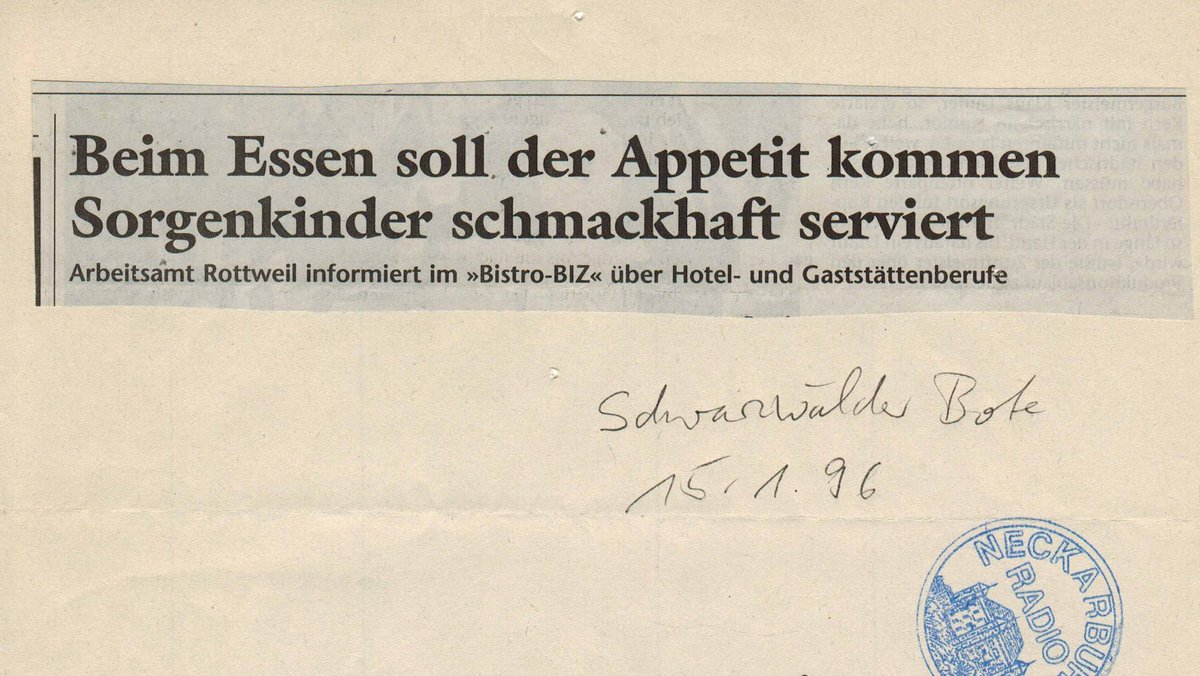 Beim Essen soll der Appetit kommen
Sorgenkinder schmackhaft serviert
Arbeitsamt Rottweil informiert im »Bistro-BIZ« über Hotel- und Gaststättenberufe
Schwarzwälder Bote
15.1.96
NECKARBÜ
RADIO